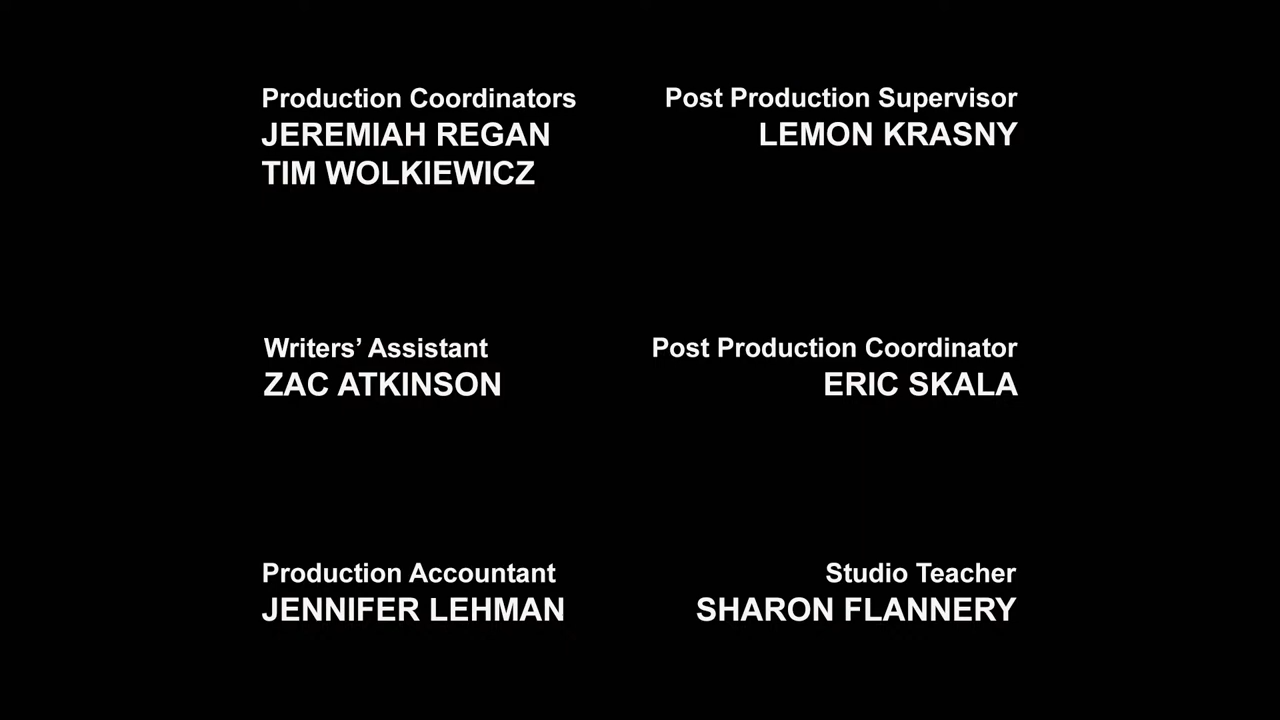 Production Coordinators
JEREMIAH REGAN
TIM WOLKIEWICZ
Post Production Supervisor
LEMON KRASNY
Writers’ Assistant
ZAC ATKINSON
Post Production Coordinator
ERIC SKALA
Production Accountant
JENNIFER LEHMAN
Studio Teacher
SHARON FLANNERY